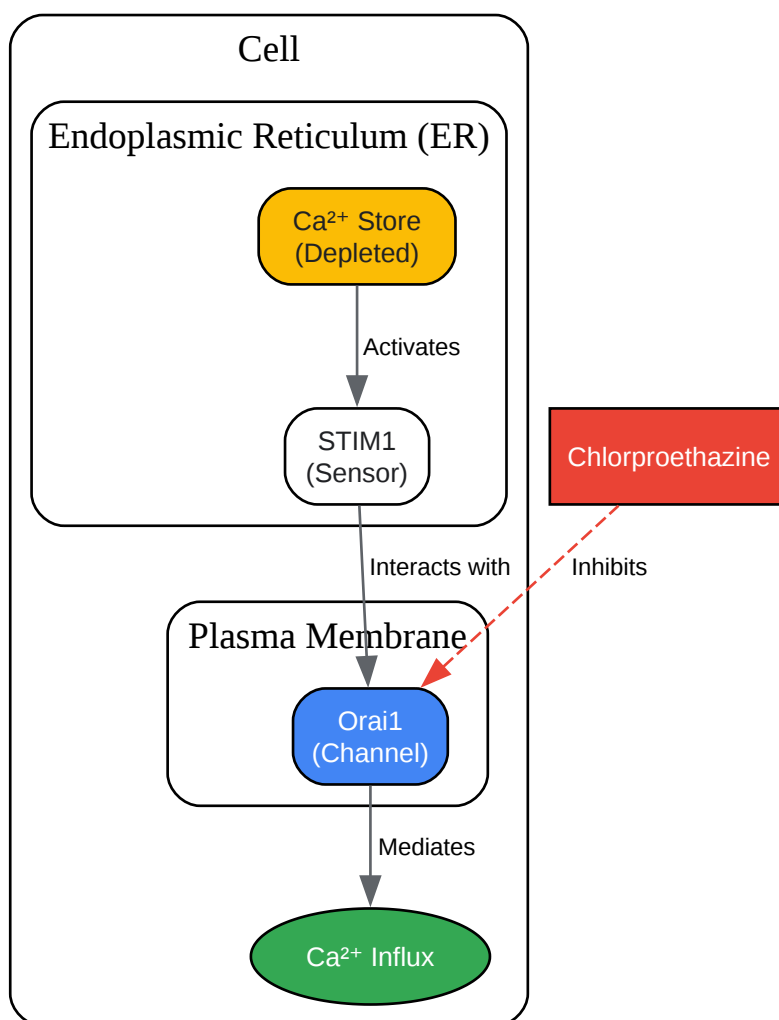 Cell
Endoplasmic Reticulum (ER)
Ca²⁺ Store
(Depleted)
Activates
STIM1
(Sensor)
Chlorproethazine
Interacts with
Inhibits
Plasma Membrane
Orai1
(Channel)
Mediates
Ca²⁺ Influx